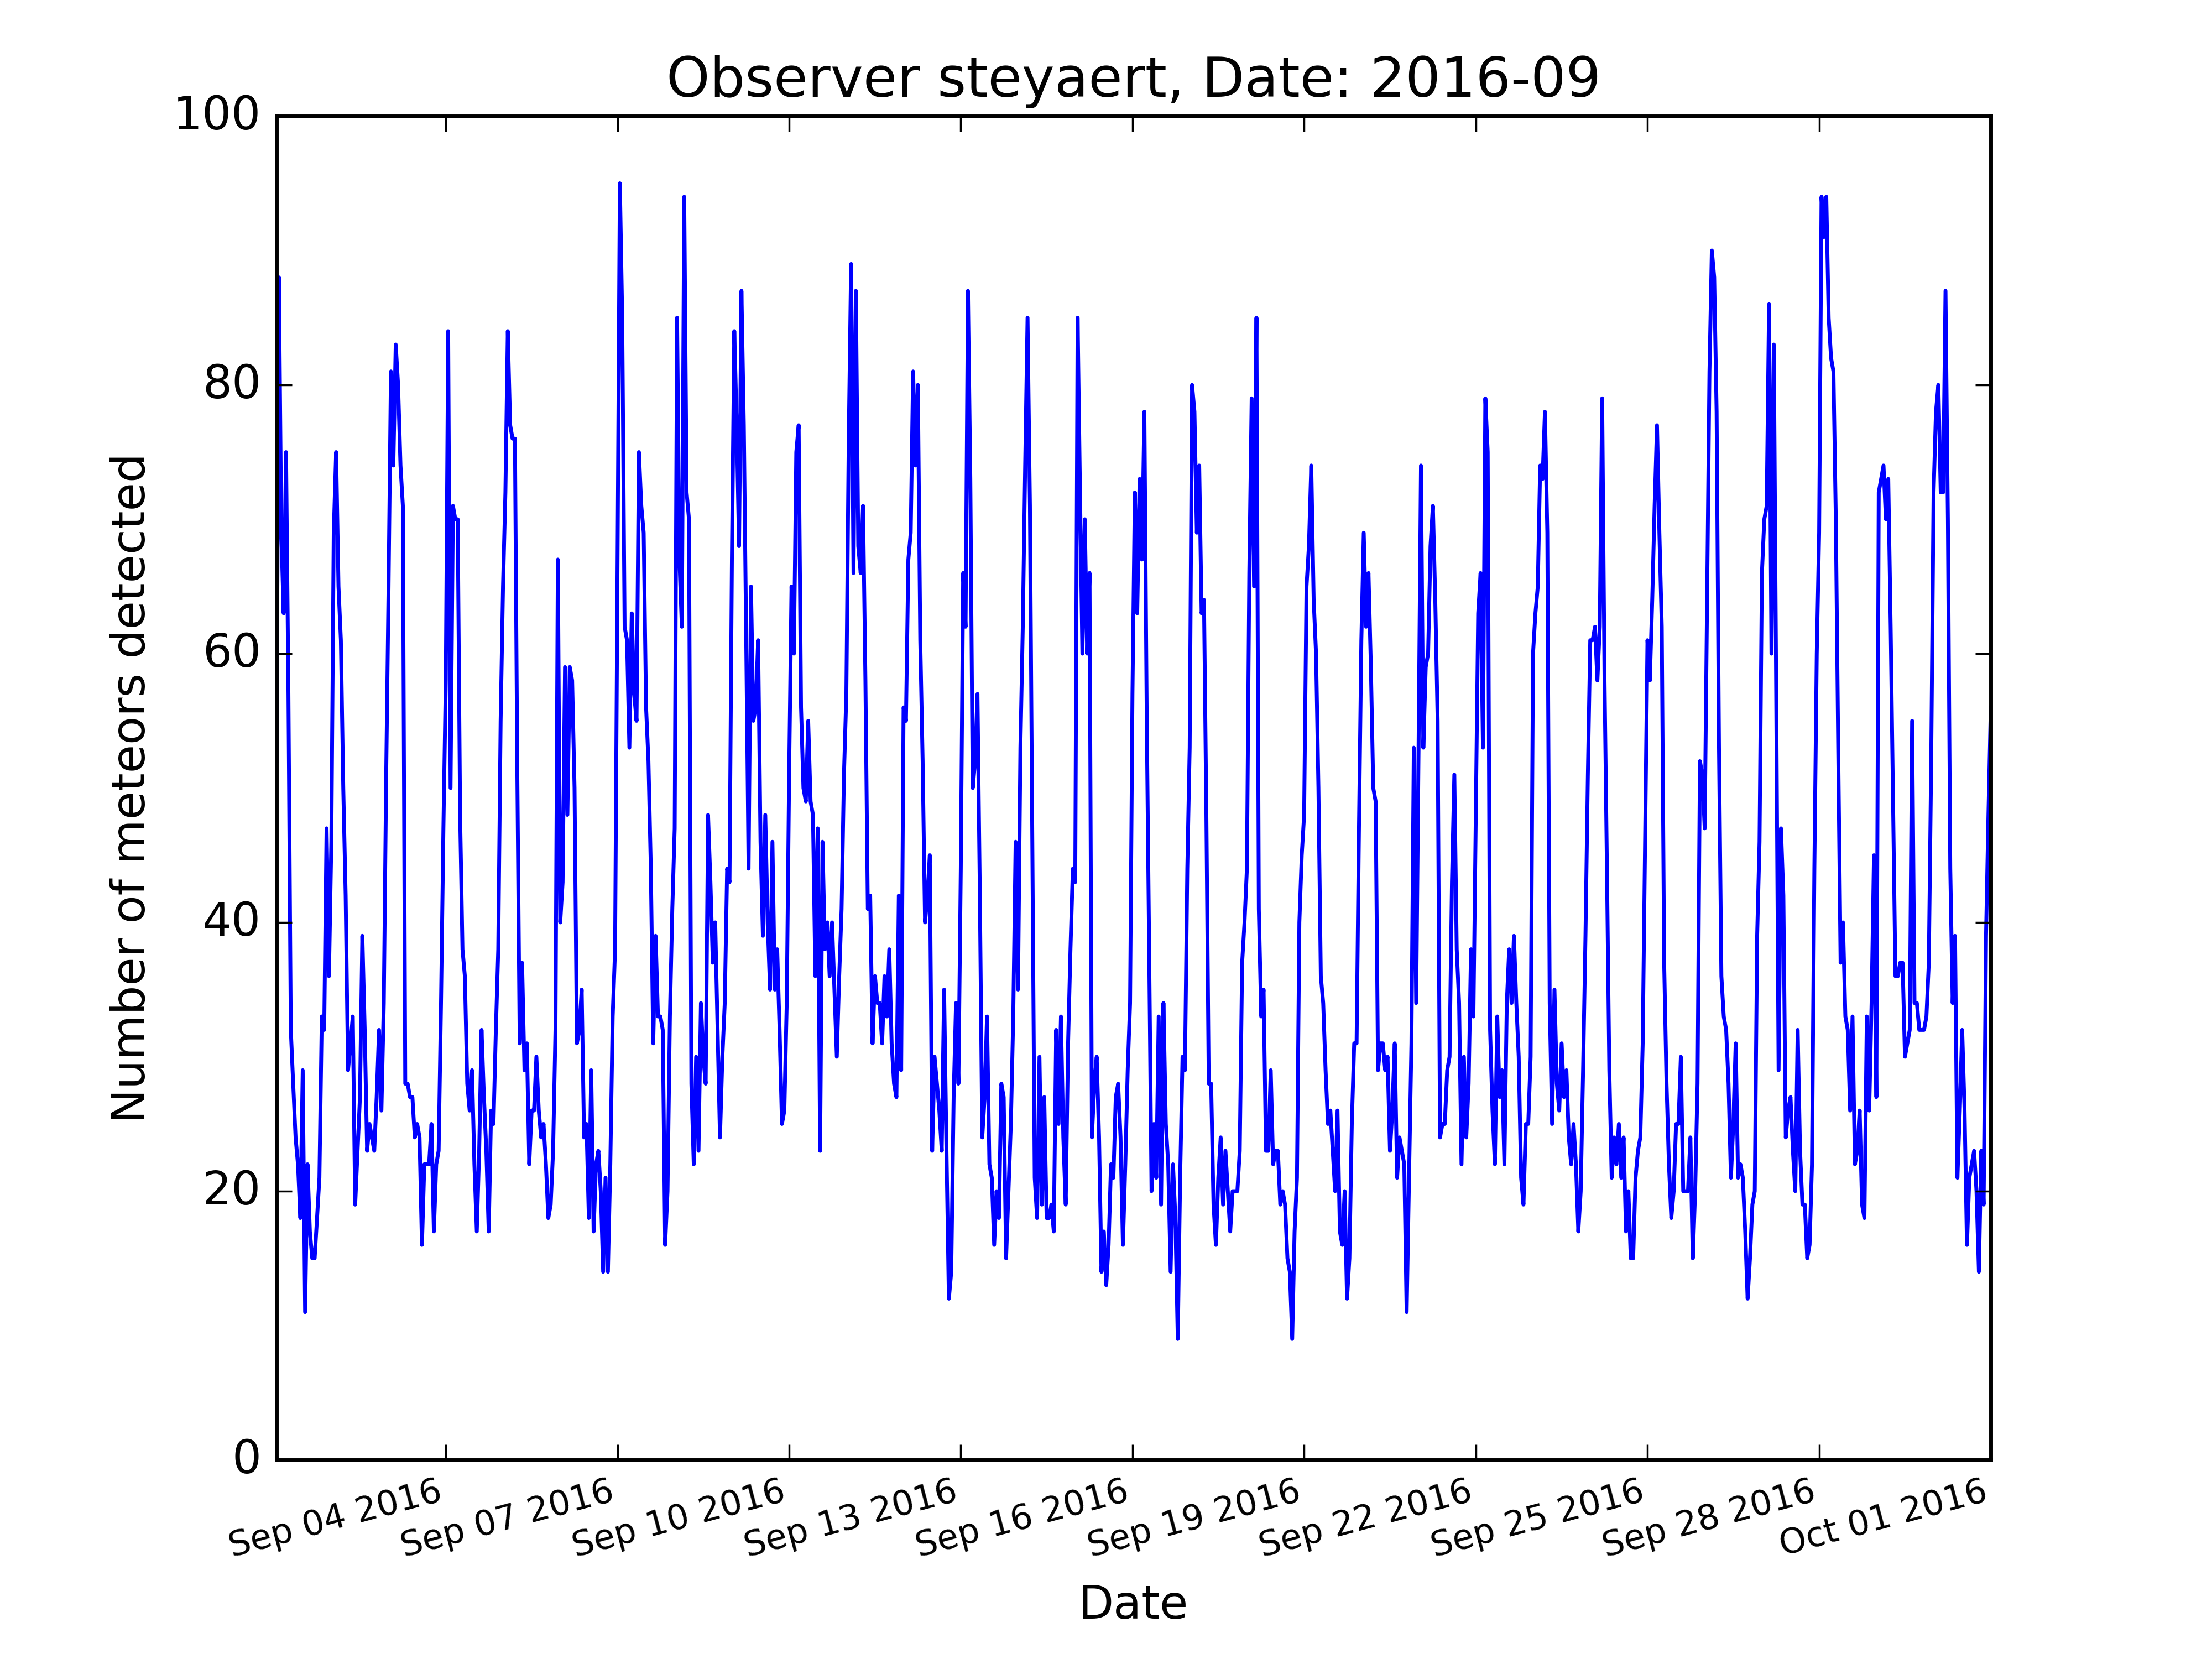 Observer steyaert, Date: 2016-09
Number of meteors detected
100
80
60
40
20
0
Sep 04 2016
Sep 07 2016
Sep 10 2016
Sep 13 2016
Sep 16 2016
Sep 19 2016
Sep 22 2016
Sep 25 2016
Sep 28 2016
Oct 01 2016
Date